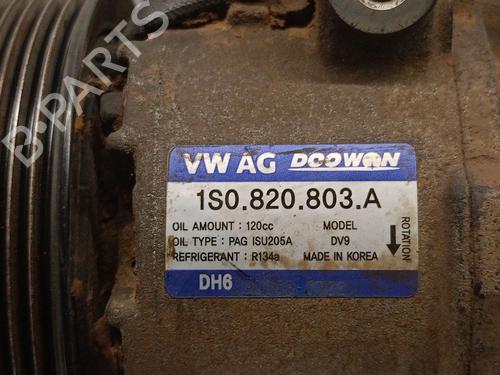 VW AG DOOWON
1S0.820.803.A
OIL AMOUNT : 120cc MODEL
OIL TYPE : PAG ISU205A DV9
REFRIGERANT : R134a MADE IN KOREA
ROTATION
DH6
B-PARTS